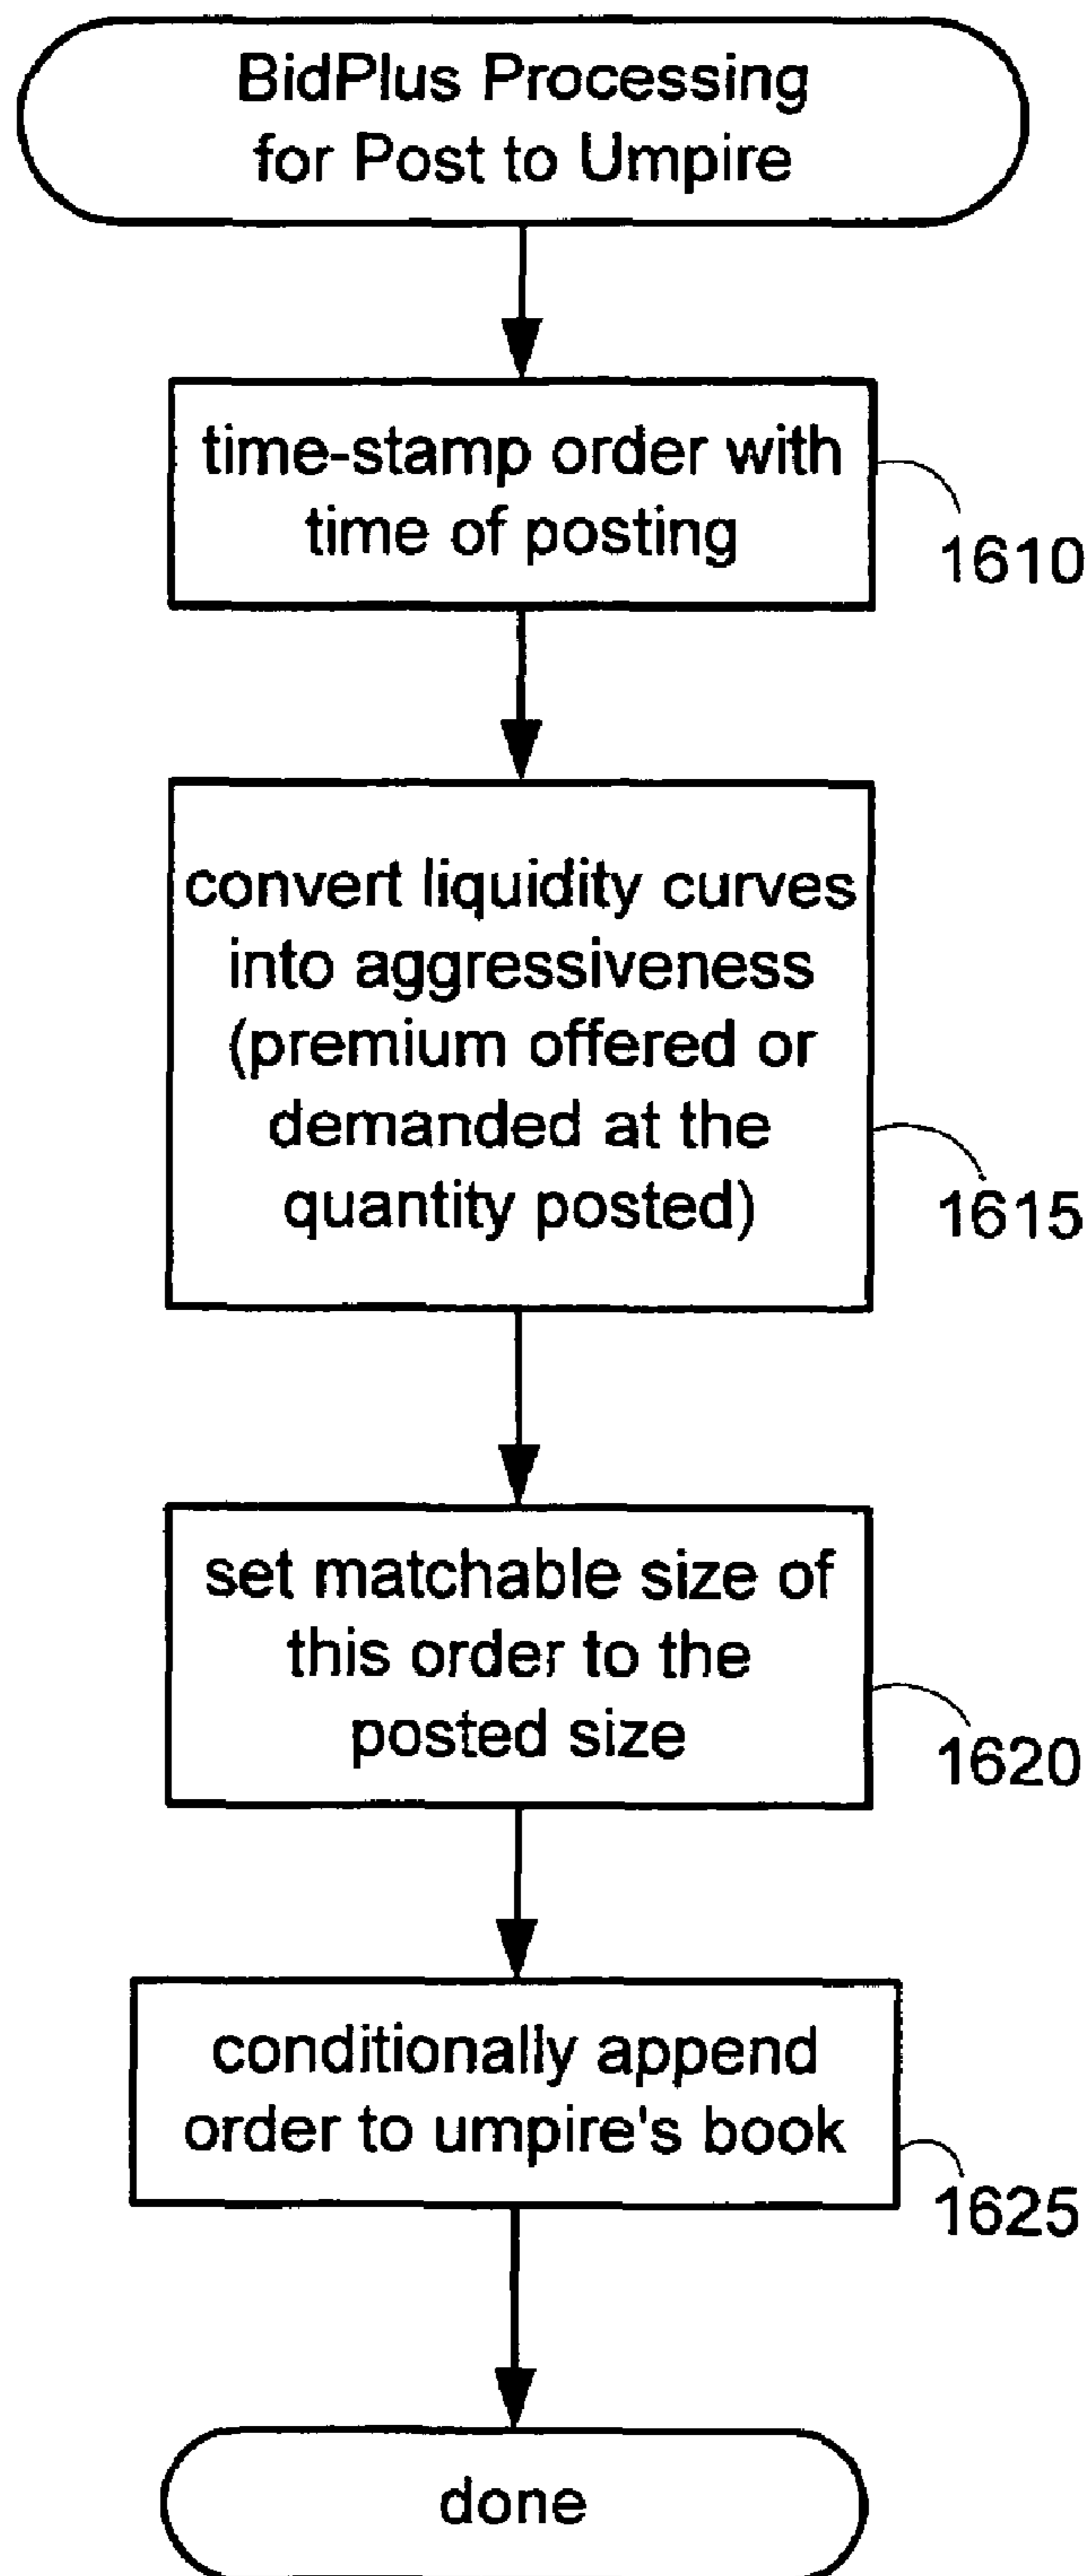 BidPlus Processing
for Post to Umpire
time-stamp order with
time of posting
1610
convert liquidity curves
into aggressiveness
(premium offered or
demanded at the
quantity posted)
1615
set matchable size of
this order to the
posted size
1620
conditionally append
order to umpire's book
1625
done